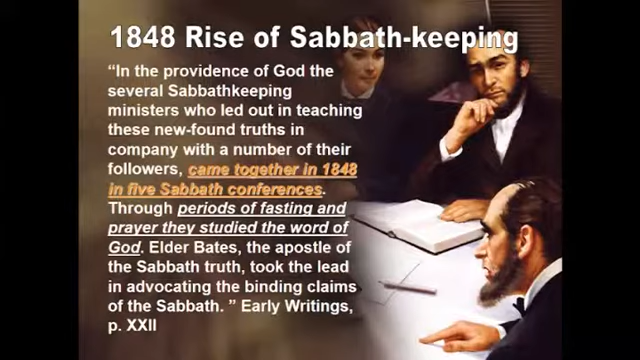 1848 Rise of Sabbath-keeping
“In the providence of God the
several Sabbathkeeping
ministers who led out in teaching
these new-found truths in
company with a number of their
followers, came together in 1848
in five Sabbath conferences.
Through periods of fasting and
prayer they studied the word of
God. Elder Bates, the apostle of
the Sabbath truth, took the lead
in advocating the binding claims
of the Sabbath. ” Early Writings,
p. XXII